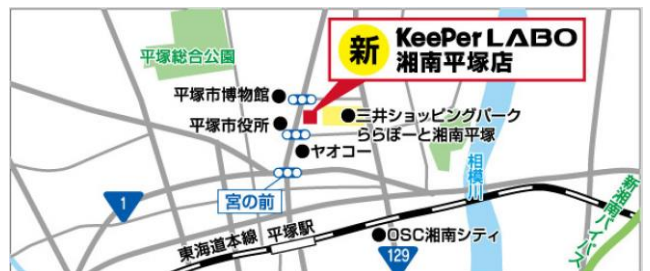 新 KeePer LABO
湘南平塚店
平塚総合公園
平塚市博物館
平塚市役所
三井ショッピングパーク
ららぽーと湘南平塚
ヤオコー
宮の前
1
相模川
新湘南バイパス
東海道本線 平塚駅
OSC湘南シティ
129